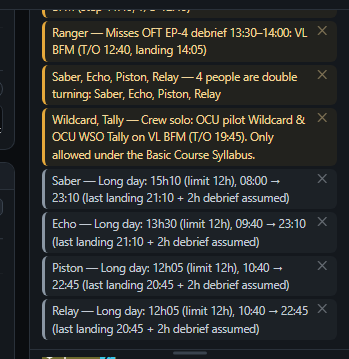 Ranger — Misses OFT EP-4 debrief 13:30–14:00: VL
BFM (T/O 12:40, landing 14:05)
Saber, Echo, Piston, Relay — 4 people are double
turning: Saber, Echo, Piston, Relay
Wildcard, Tally — Crew solo: OCU pilot Wildcard &
OCU WSO Tally on VL BFM (T/O 19:45). Only
allowed under the Basic Course Syllabus.
Saber — Long day: 15h10 (limit 12h), 08:00 →
23:10 (last landing 21:10 + 2h debrief assumed)
Echo — Long day: 13h30 (limit 12h), 09:40 → 23:10
(last landing 21:10 + 2h debrief assumed)
Piston — Long day: 12h05 (limit 12h), 10:40 →
22:45 (last landing 20:45 + 2h debrief assumed)
Relay — Long day: 12h05 (limit 12h), 10:40 → 22:45
(last landing 20:45 + 2h debrief assumed)